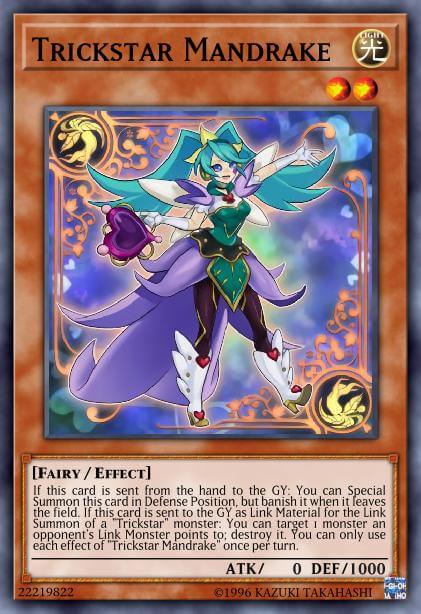 TRICKSTAR MANDRAKE
LIGHT
光
[FAIRY / EFFECT]
If this card is sent from the hand to the GY: You can Special
Summon this card in Defense Position, but banish it when it leaves
the field. If this card is sent to the GY as Link Material for the Link
Summon of a "Trickstar" monster: You can target 1 monster an
opponent's Link Monster points to; destroy it. You can only use
each effect of "Trickstar Mandrake" once per turn.
ATK/ 0 DEF/1000
22219822
©1996 KAZUKI TAKAHASHI